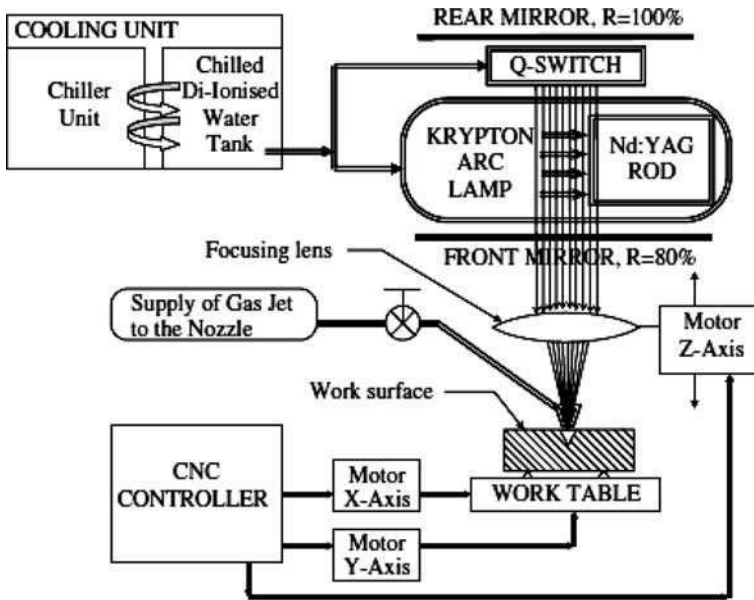 COOLING UNIT
Chiller
Unit
Chilled
Di-Ionised
Water
Tank
REAR MIRROR, R=100%
Q-SWITCH
KRYPTON
ARC
LAMP
Nd:YAG
ROD
FRONT MIRROR, R=80%
Focusing lens
Supply of Gas Jet
to the Nozzle
Motor
Z-Axis
Work surface
CNC
CONTROLLER
Motor
X-Axis
WORK TABLE
Motor
Y-Axis